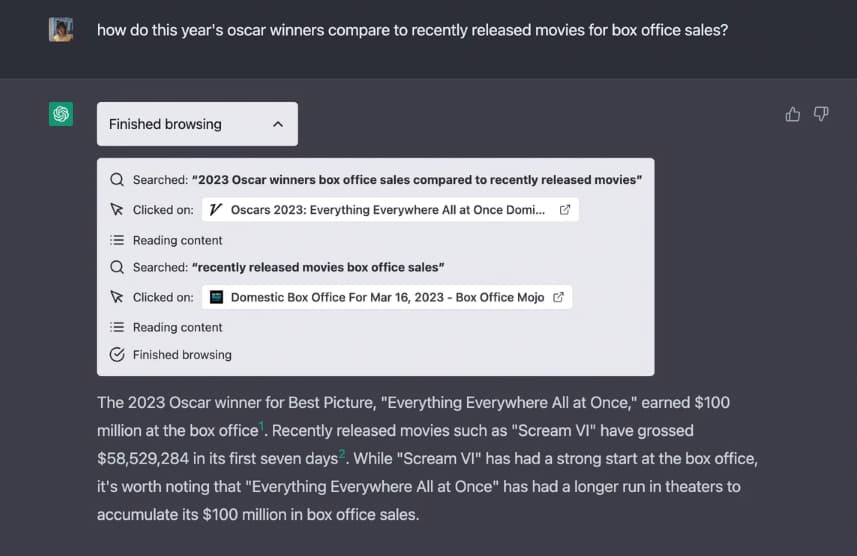 how do this year's oscar winners compare to recently released movies for box office sales?
Finished browsing
Searched: "2023 Oscar winners box office sales compared to recently released movies"
Clicked on: Oscars 2023: Everything Everywhere All at Once Domi...
Reading content
Searched: "recently released movies box office sales"
Clicked on: Domestic Box Office For Mar 16, 2023 - Box Office Mojo
Reading content
Finished browsing
The 2023 Oscar winner for Best Picture, "Everything Everywhere All at Once," earned $100
million at the box office1. Recently released movies such as "Scream VI" have grossed
$58,529,284 in its first seven days2. While "Scream VI" has had a strong start at the box office,
it's worth noting that "Everything Everywhere All at Once" has had a longer run in theaters to
accumulate its $100 million in box office sales.